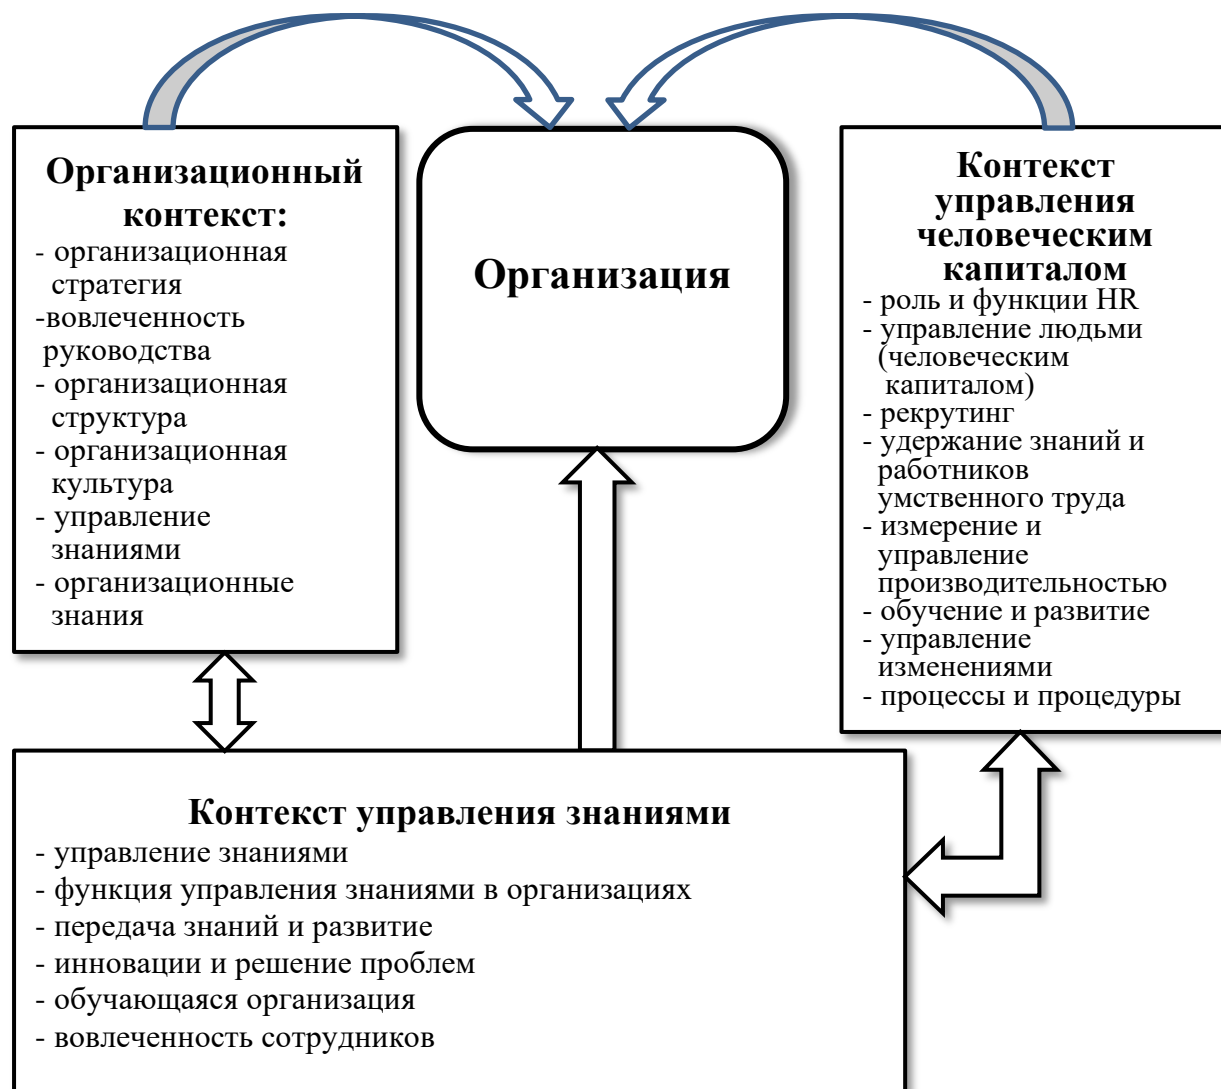 Организационный
контекст:
- организационная
стратегия
-вовлеченность
руководства
- организационная
структура
- организационная
культура
- управление
знаниями
- организационные
знания
Организация
Контекст
управления
человеческим
капиталом
- роль и функции HR
- управление людьми
(человеческим
капиталом)
- рекрутинг
- удержание знаний и
работников
умственного труда
- измерение и
управление
производительностью
- обучение и развитие
- управление
изменениями
- процессы и процедуры
Контекст управления знаниями
- управление знаниями
- функция управления знаниями в организациях
- передача знаний и развитие
- инновации и решение проблем
- обучающаяся организация
- вовлеченность сотрудников